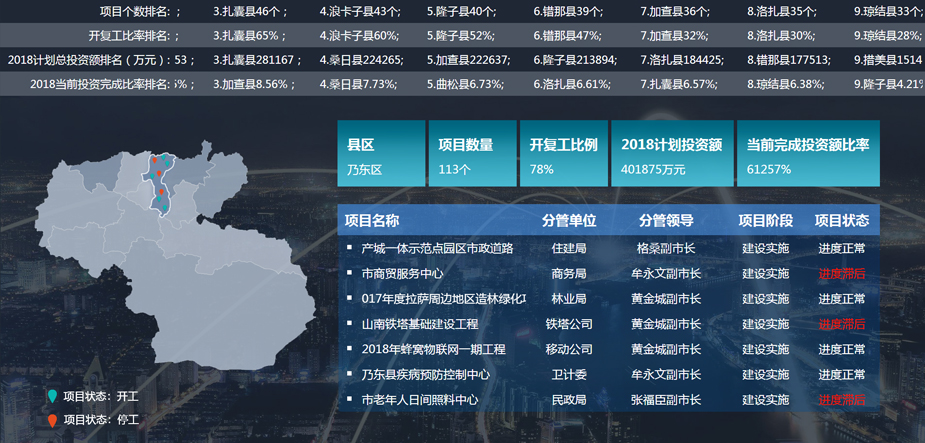 项目个数排名: ; 3.扎囊县46个; 4.浪卡子县43个; 5.隆子县40个; 6.错那县39个; 7.加查县36个; 8.洛扎县35个; 9.琼结县33个;
开复工比率排名: ; 3.扎囊县65%; 4.浪卡子县60%; 5.隆子县52%; 6.错那县47%; 7.加查县32%; 8.洛扎县30%; 9.琼结县28%;
2018计划总投资额排名(万元): 53; 3.扎囊县281167; 4.桑日县224265; 5.加查县222637; 6.隆子县213894; 7.洛扎县184425; 8.错那县177513; 9.措美县1514
2018当前投资完成比率排名: %; 3.加查县8.56%; 4.桑日县7.73%; 5.曲松县6.73%; 6.洛扎县6.61%; 7.扎囊县6.57%; 8.琼结县6.38%; 9.隆子县4.21%
县区 项目数量 开复工比例 2018计划投资额 当前完成投资额比率
乃东区 113个 78% 401875万元 61257%
项目名称 分管单位 分管领导 项目阶段 项目状态
产城一体示范点园区市政道路 住建局 格桑副市长 建设实施 进度正常
市商贸服务中心 商务局 牟永文副市长 建设实施 进度滞后
017年度拉萨周边地区造林绿化 林业局 黄金城副市长 建设实施 进度正常
山南铁塔基础建设工程 铁塔公司 黄金城副市长 建设实施 进度滞后
2018年蜂窝物联网一期工程 移动公司 黄金城副市长 建设实施 进度正常
乃东县疾病预防控制中心 卫计委 牟永文副市长 建设实施 进度正常
市老年人日间照料中心 民政局 张福臣副市长 建设实施 进度滞后
项目状态: 开工
项目状态: 停工